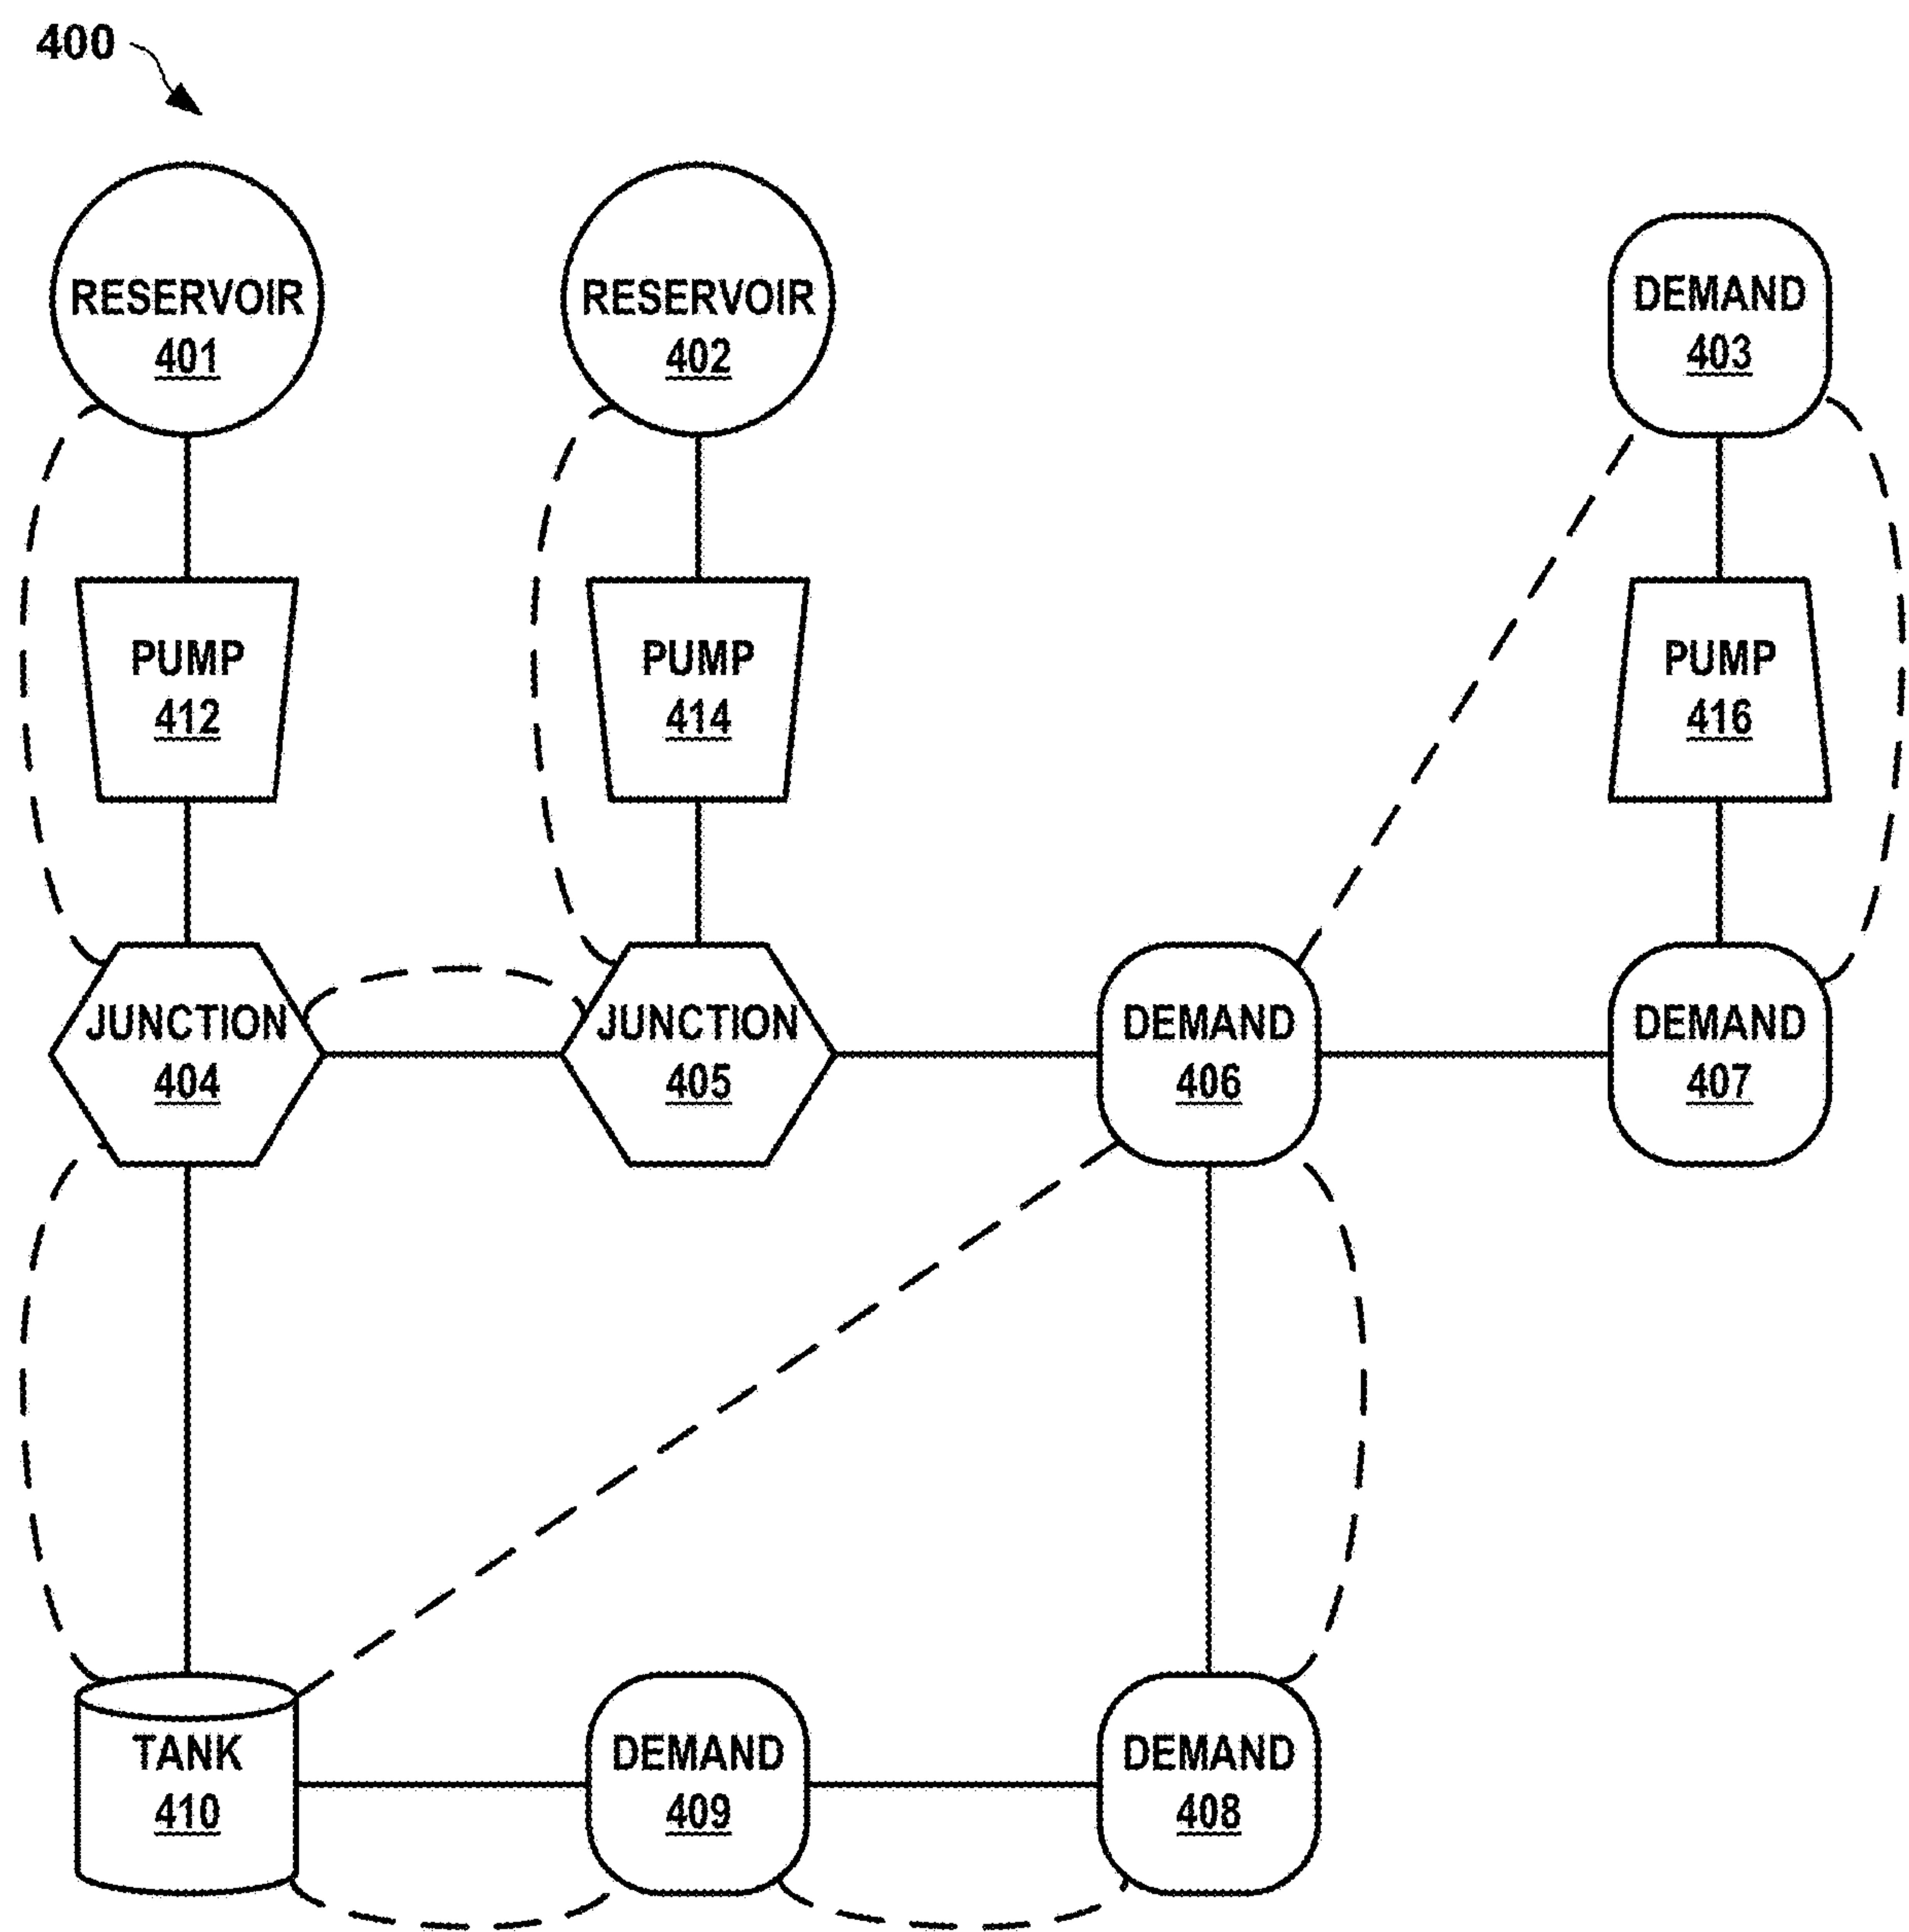 400
RESERVOIR
401
RESERVOIR
402
DEMAND
403
PUMP
412
PUMP
414
PUMP
416
JUNCTION
404
JUNCTION
405
DEMAND
406
DEMAND
407
TANK
410
DEMAND
409
DEMAND
408